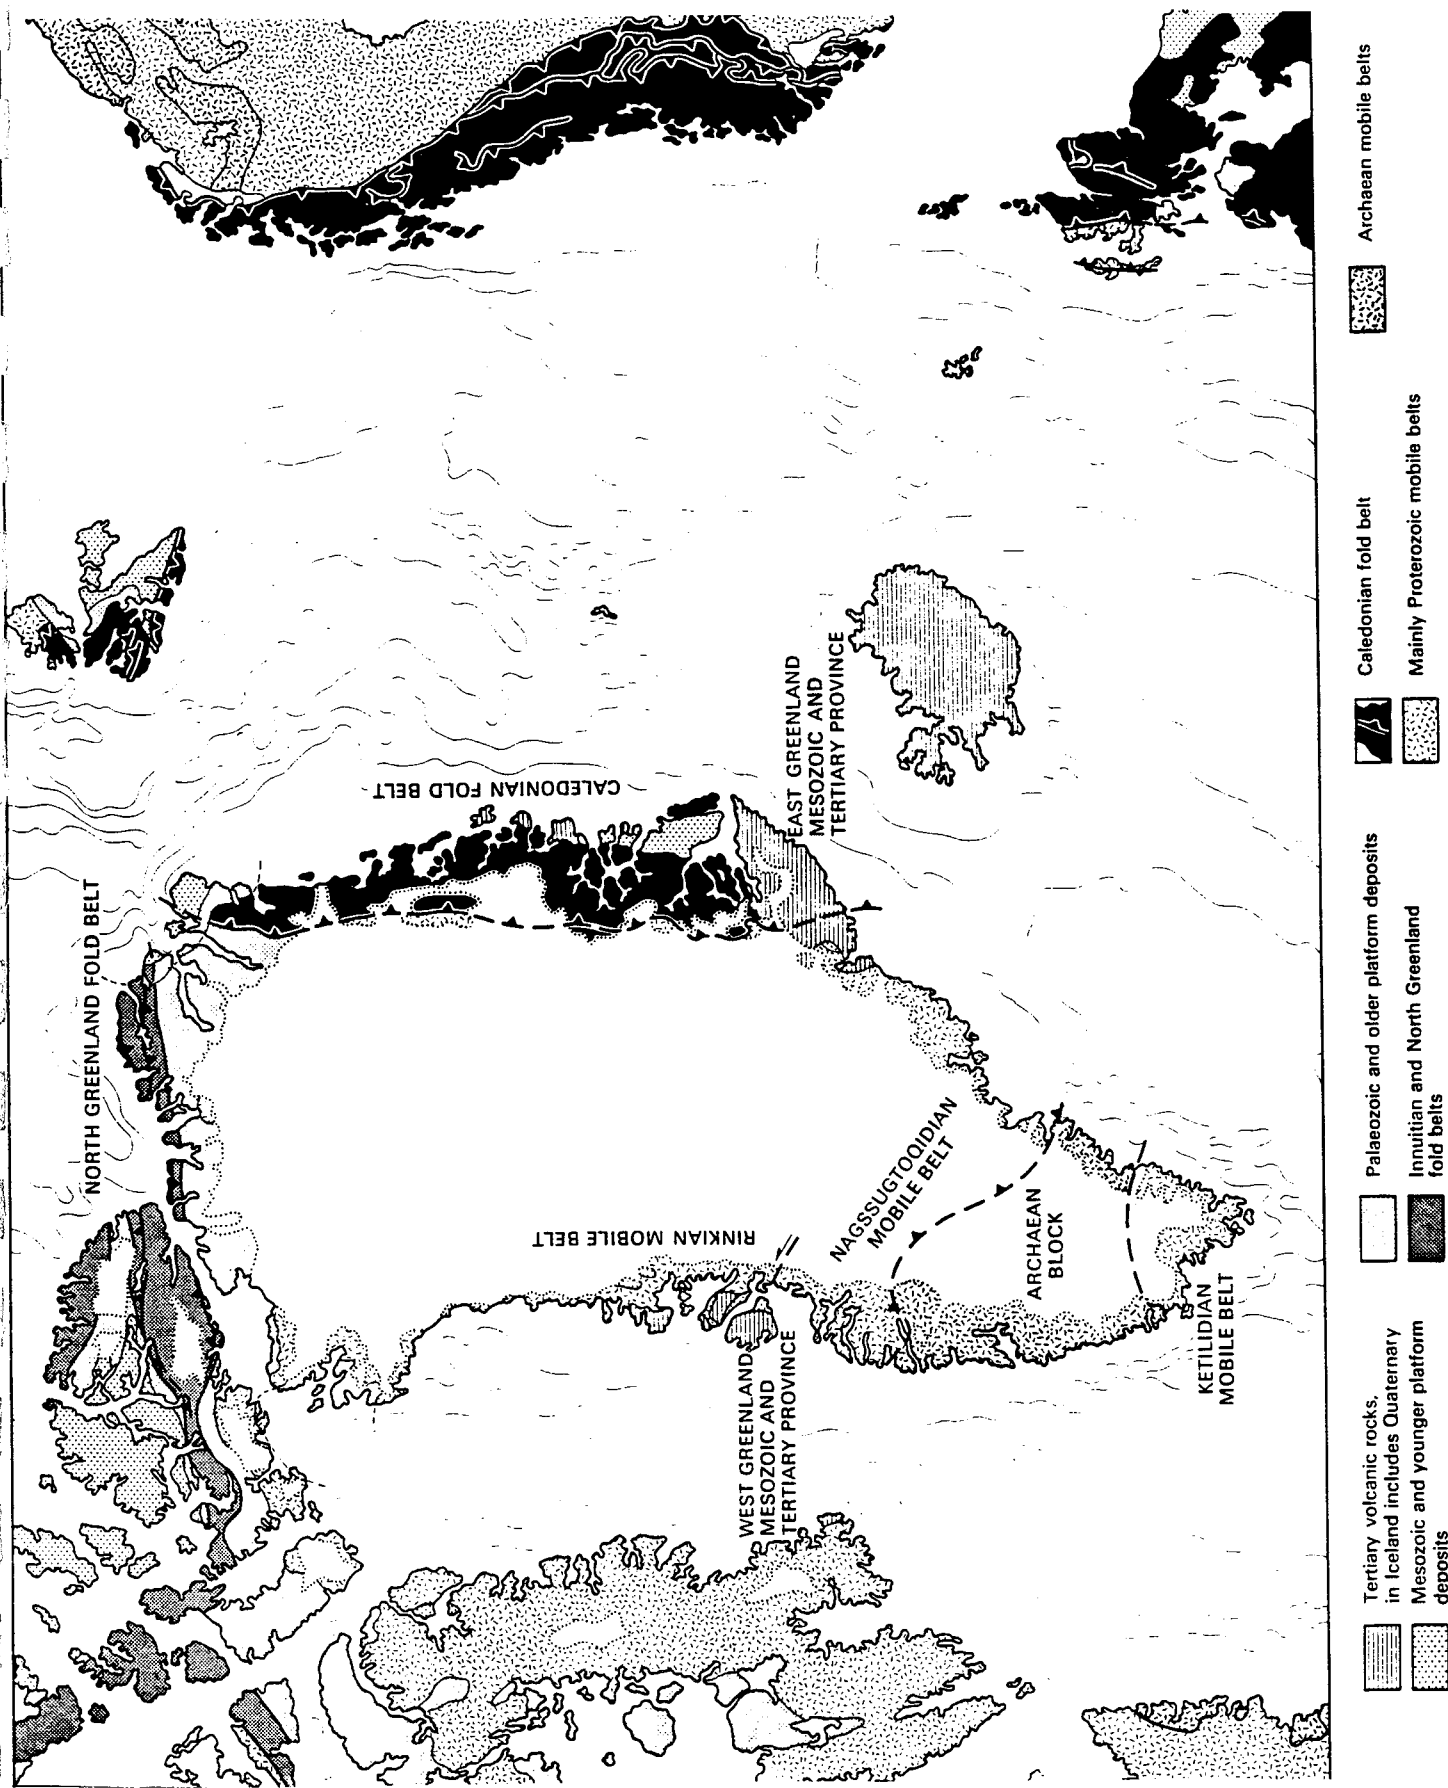 NORTH GREENLAND FOLD BELT
CALEDONIAN FOLD BELT
EAST GREENLAND
MESOZOIC AND
TERTIARY PROVINCE
RINKIAN MOBILE BELT
NAGSSUGTOQIDIAN
MOBILE BELT
ARCHAEAN
BLOCK
KETILIDIAN
MOBILE BELT
WEST GREENLAND
MESOZOIC AND
TERTIARY PROVINCE
Tertiary volcanic rocks,
in Iceland includes Quaternary
Mesozoic and younger platform
deposits
Palaeozoic and older platform deposits
Innuitian and North Greenland
fold belts
Caledonian fold belt
Mainly Proterozoic mobile belts
Archaean mobile belts